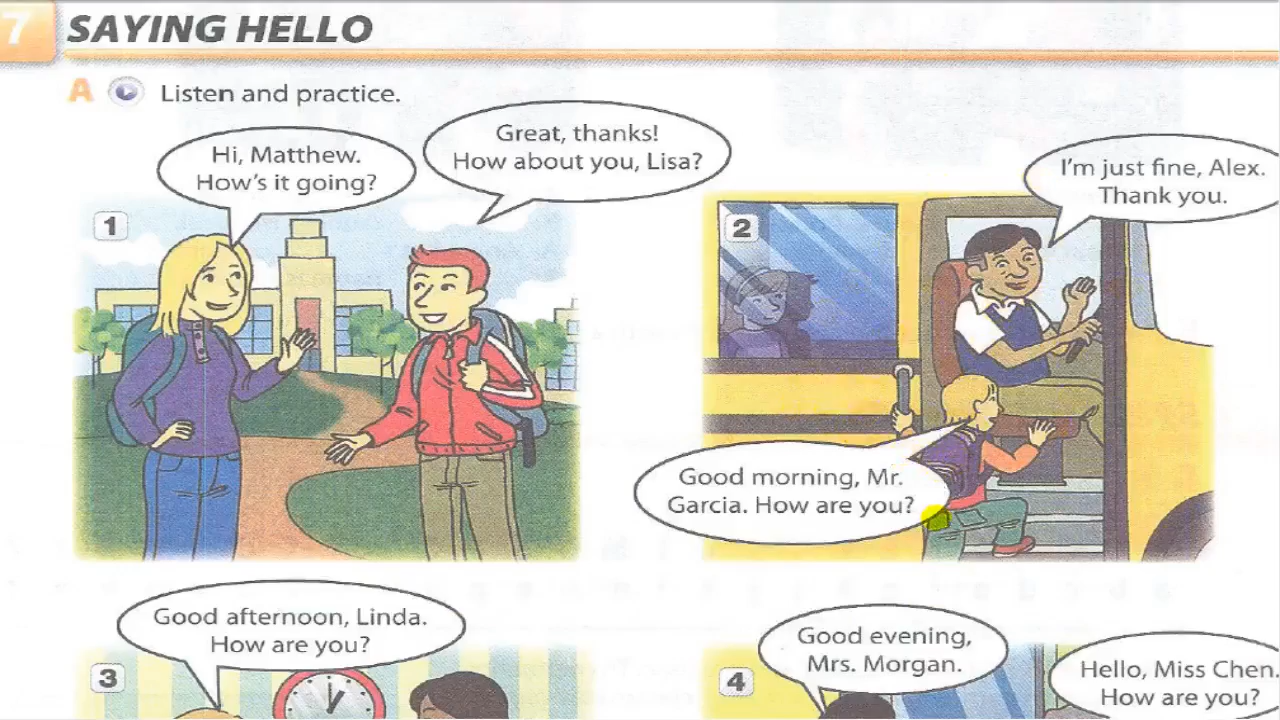 7 SAYING HELLO
A Listen and practice.
Hi, Matthew.
How's it going?
Great, thanks!
How about you, Lisa?
1
I'm just fine, Alex.
Thank you.
2
Good morning, Mr.
Garcia. How are you?
Good afternoon, Linda.
How are you?
3
Good evening,
Mrs. Morgan.
4
Hello, Miss Chen.
How are you?